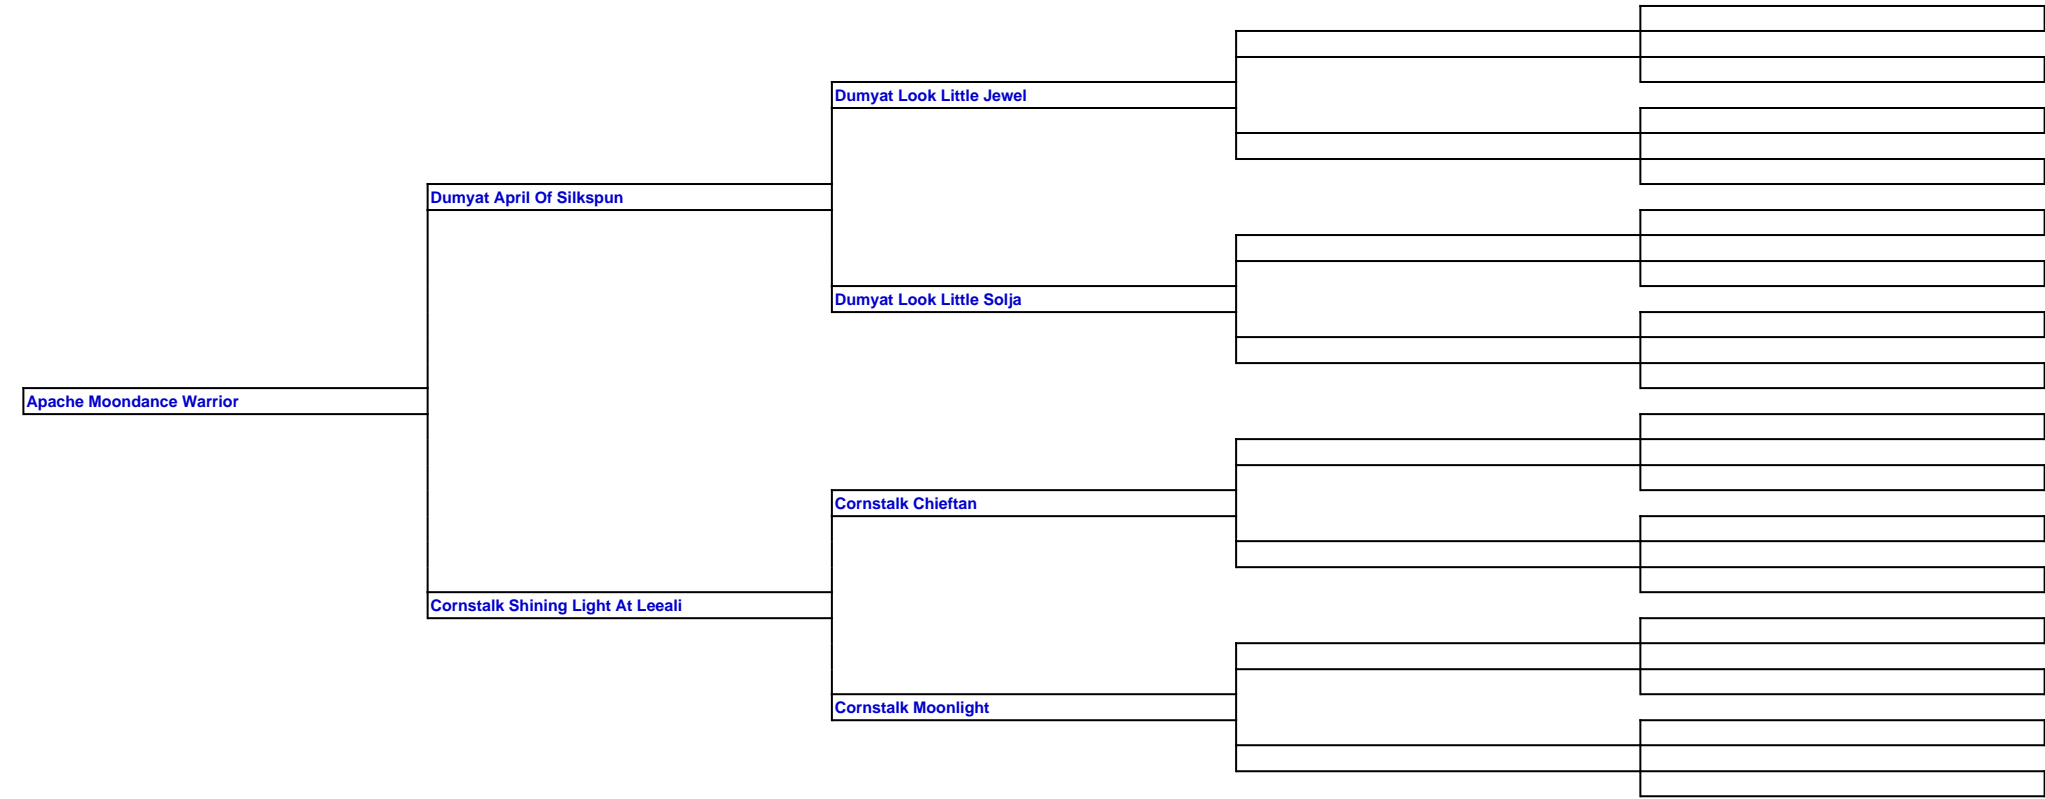 Dumyat Look Little Jewel
Dumyat April Of Silkspun
Dumyat Look Little Solja
Apache Moondance Warrior
Cornstalk Chieftan
Cornstalk Shining Light At Leeali
Cornstalk Moonlight